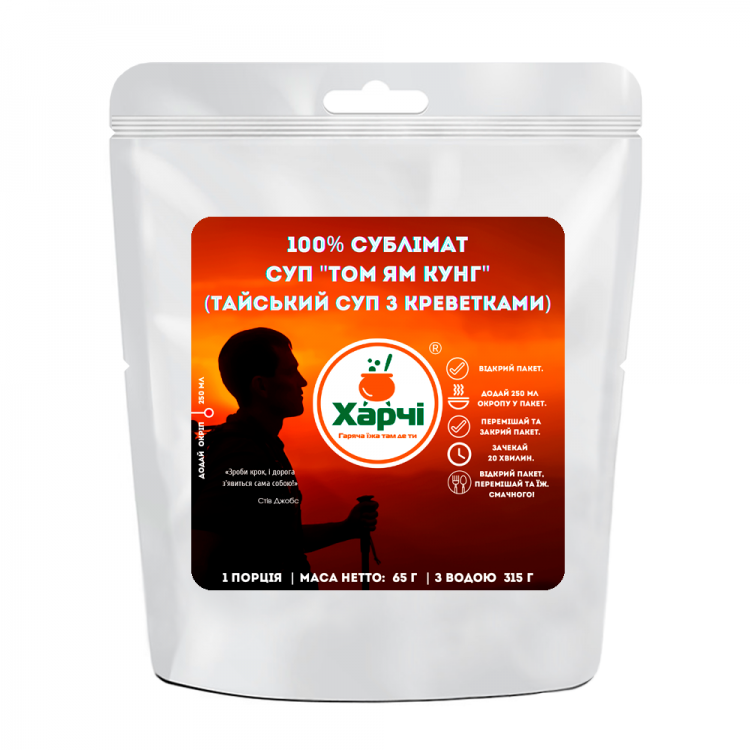 100% СУБЛІМАТ
СУП "ТОМ ЯМ КУНГ"
(ТАЙСЬКИЙ СУП З КРЕВЕТКАМИ)
®
Харчі
Гаряча їжа там де ти
ВІДКРИЙ ПАКЕТ.
ДОДАЙ 250 МЛ
ОКРОПУ У ПАКЕТ.
ПЕРЕМІШАЙ ТА
ЗАКРИЙ ПАКЕТ.
ЗАЧЕКАЙ
20 ХВИЛИН.
ВІДКРИЙ ПАКЕТ,
ПЕРЕМІШАЙ ТА ЇЖ.
СМАЧНОГО!
ДОДАЙ ОКРІП 250 МЛ
«Зроби крок, і дорога
з'явиться сама собою!»
Стів Джобс
1 ПОРЦІЯ | МАСА НЕТТО: 65 Г | З ВОДОЮ 315 Г